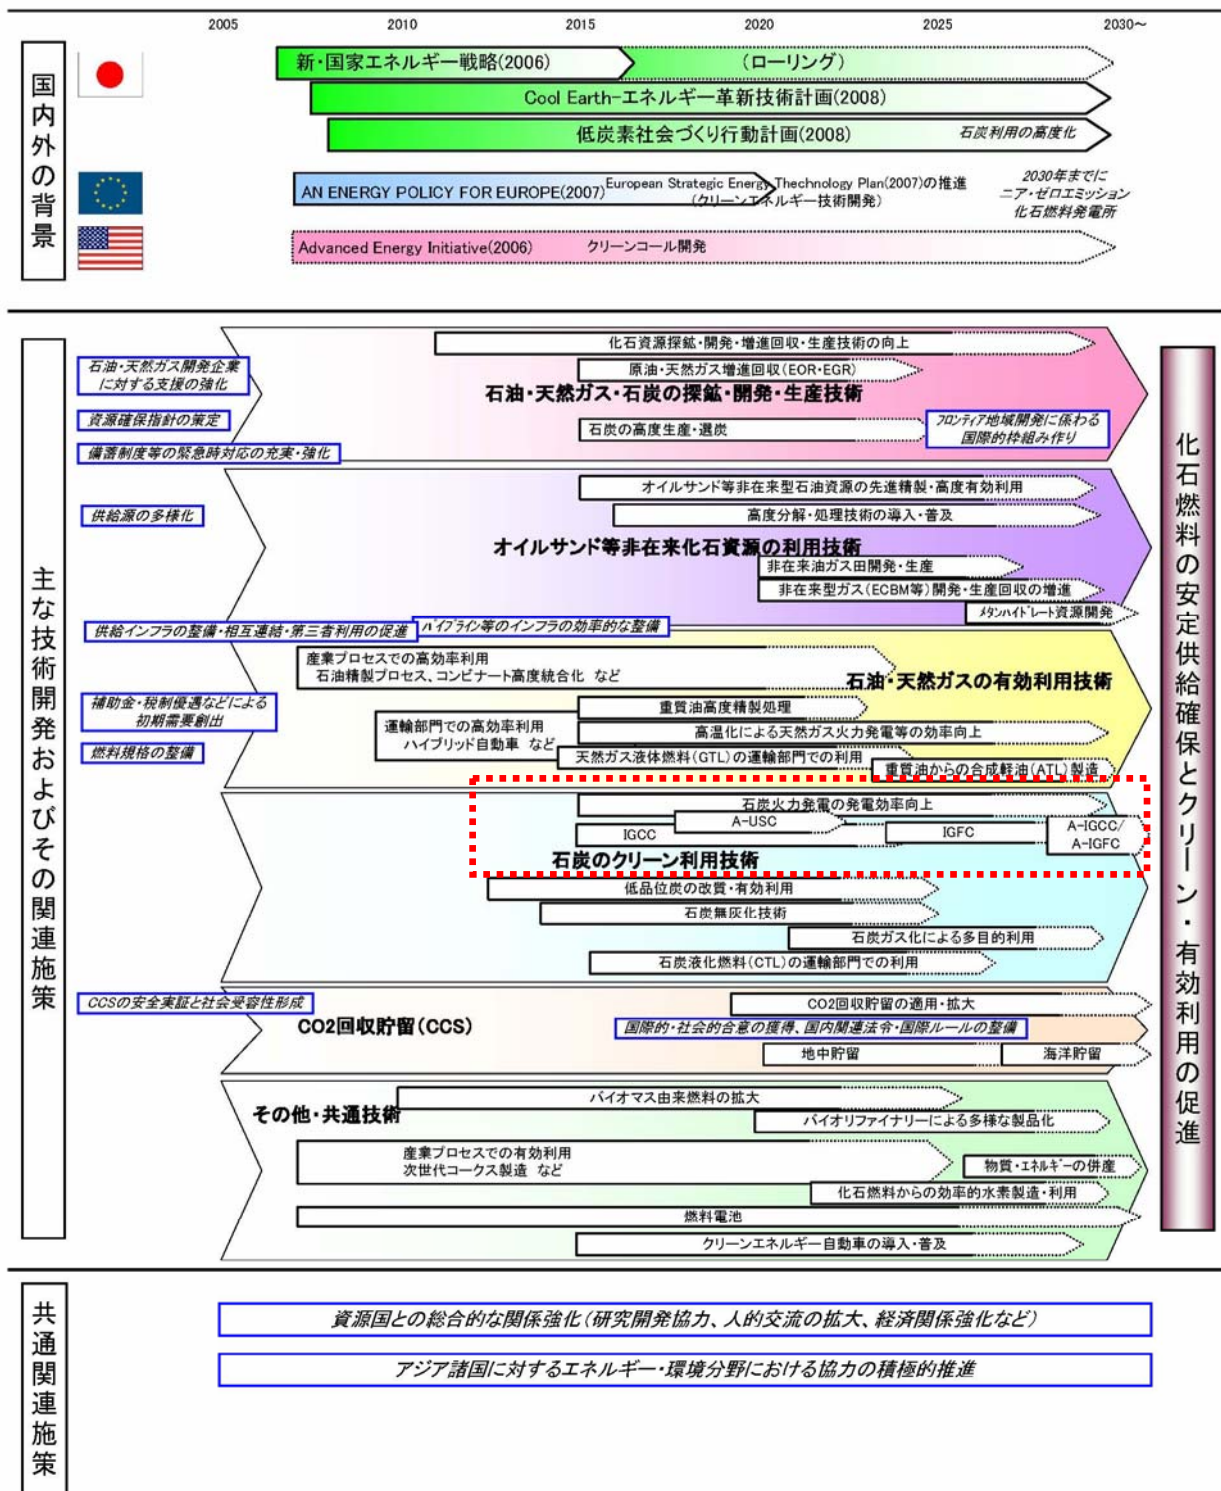 2005 2010 2015 2020 2025 2030～
国内外の背景
新・国家エネルギー戦略(2006)
(ローリング)
Cool Earth-エネルギー革新技術計画(2008)
低炭素社会づくり行動計画(2008)
石炭利用の高度化
AN ENERGY POLICY FOR EUROPE(2007)
European Strategic Energy Thechnology Plan(2007)の推進
(クリーンエネルギー技術開発)
2030年までに
ニア・ゼロエミッション
化石燃料発電所
Advanced Energy Initiative(2006)
クリーンコール開発
主な技術開発およびその関連施策
化石燃料の安定供給確保とクリーン・有効利用の促進
化石資源探鉱・開発・増進回収・生産技術の向上
石油・天然ガス開発企業
に対する支援の強化
原油・天然ガス増進回収(EOR・EGR)
石油・天然ガス・石炭の探鉱・開発・生産技術
資源確保指針の策定
石炭の高度生産・選炭
フロンティア地域開発に係わる
国際的枠組み作り
備蓄制度等の緊急時対応の充実・強化
オイルサンド等非在来型石油資源の先進精製・高度有効利用
供給源の多様化
高度分解・処理技術の導入・普及
オイルサンド等非在来化石資源の利用技術
非在来油ガス田開発・生産
非在来型ガス(ECBM等)開発・生産回収の増進
メタンハイドレート資源開発
供給インフラの整備・相互連結・第三者利用の促進
パイプライン等のインフラの効率的な整備
産業プロセスでの高効率利用
石油精製プロセス、コンビナート高度統合化 など
石油・天然ガスの有効利用技術
補助金・税制優遇などによる
初期需要創出
重質油高度精製処理
運輸部門での高効率利用
ハイブリッド自動車 など
高温化による天然ガス火力発電等の効率向上
燃料規格の整備
天然ガス液体燃料(GTL)の運輸部門での利用
重質油からの合成軽油(ATL)製造
石炭火力発電の発電効率向上
A-USC
IGCC
IGFC
A-IGCC/
A-IGFC
石炭のクリーン利用技術
低品位炭の改質・有効利用
石炭無灰化技術
石炭ガス化による多目的利用
石炭液化燃料(CTL)の運輸部門での利用
CCSの安全実証と社会受容性形成
CO2回収貯留の適用・拡大
CO2回収貯留(CCS)
国際的・社会的合意の獲得、国内関連法令・国際ルールの整備
地中貯留
海洋貯留
バイオマス由来燃料の拡大
その他・共通技術
バイオリファイナリーによる多様な製品化
産業プロセスでの有効利用
次世代コークス製造 など
物質・エネルギーの併産
化石燃料からの効率的水素製造・利用
燃料電池
クリーンエネルギー自動車の導入・普及
共通関連施策
資源国との総合的な関係強化(研究開発協力、人的交流の拡大、経済関係強化など)
アジア諸国に対するエネルギー・環境分野における協力の積極的推進